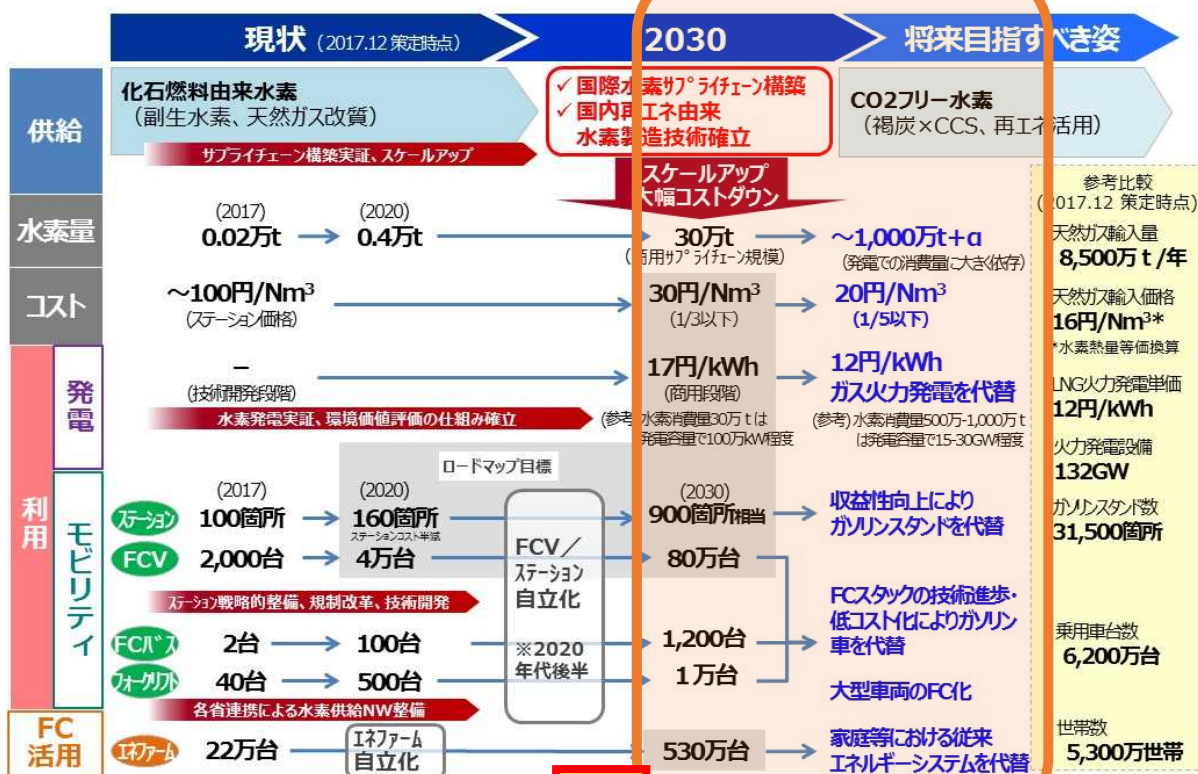 現状 (2017.12 策定時点)
2030
将来目指すべき姿
供給
化石燃料由来水素
(副生水素、天然ガス改質)
✓ 国際水素サプライチェーン構築
✓ 国内再エネ由来
水素製造技術確立
CO2フリー水素
(褐炭×CCS、再エネ活用)
サプライチェーン構築実証、スケールアップ
スケールアップ
大幅コストダウン
参考比較
(2017.12 策定時点)
水素量
(2017)
0.02万t
(2020)
0.4万t
30万t
(商用サプライチェーン規模)
~1,000万t+α
(発電での消費量に大きく依存)
天然ガス輸入量
8,500万t/年
コスト
~100円/Nm³
(ステーション価格)
30円/Nm³
(1/3以下)
20円/Nm³
(1/5以下)
天然ガス輸入価格
16円/Nm³*
*水素熱量等価換算
利用
発電
−
(技術開発段階)
17円/kWh
(商用段階)
12円/kWh
ガス火力発電を代替
LNG火力発電単価
12円/kWh
水素発電実証、環境価値評価の仕組み確立
(参考)水素消費量30万tは
発電容量で100万kW程度
(参考)水素消費量500万-1,000万t
は発電容量で15-30GW程度
火力発電設備
132GW
ロードマップ目標
モビリティ
ステーション
(2017)
100箇所
(2020)
160箇所
ステーションコスト半減
(2030)
900箇所相当
収益性向上により
ガソリンスタンドを代替
ガソリンスタンド数
31,500箇所
FCV
2,000台
4万台
FCV/
ステーション
自立化
※2020
年代後半
80万台
ステーション戦略的整備、規制改革、技術開発
FCスタックの技術進歩・
低コスト化によりガソリン
車を代替
FCバス
2台
100台
1,200台
乗用車台数
6,200万台
フォークリフト
40台
500台
1万台
大型車両のFC化
各省連携による水素供給NW整備
FC
活用
エネファーム
22万台
エネファーム
自立化
530万台
家庭等における従来
エネルギーシステムを代替
世帯数
5,300万世帯